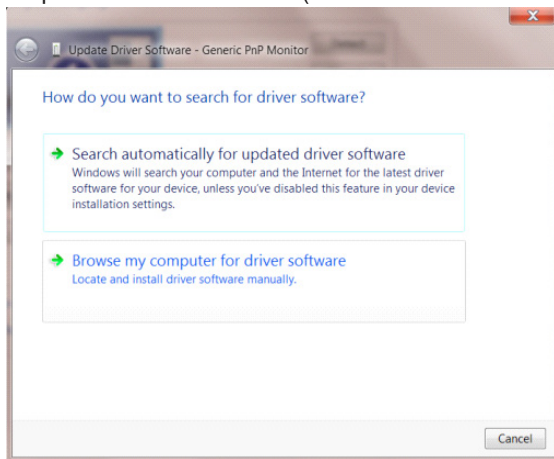 Update Driver Software - Generic PnP Monitor
How do you want to search for driver software?
Search automatically for updated driver software
Windows will search your computer and the Internet for the latest driver
software for your device, unless you've disabled this feature in your device
installation settings.
Browse my computer for driver software
Locate and install driver software manually.
Cancel